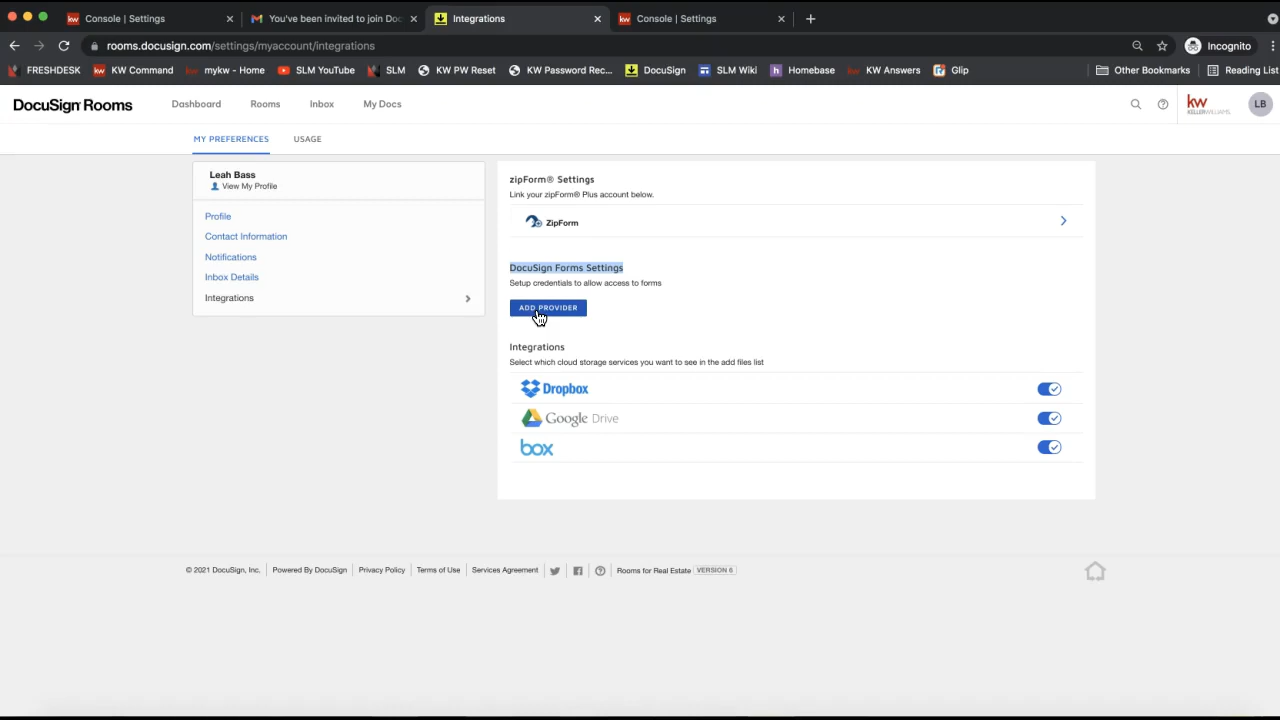 Console | Settings
You've been invited to join Doc
Integrations
Console | Settings
rooms.docusign.com/settings/myaccount/integrations
Incognito
FRESHDESK
KW Command
mykw - Home
SLM YouTube
SLM
KW PW Reset
KW Password Rec...
DocuSign
SLM Wiki
Homebase
KW Answers
Glip
Other Bookmarks
Reading List
DocuSign Rooms
Dashboard
Rooms
Inbox
My Docs
kw
KELLERWILLIAMS
LB
MY PREFERENCES
USAGE
Leah Bass
View My Profile
Profile
Contact Information
Notifications
Inbox Details
Integrations
zipForm® Settings
Link your zipForm® Plus account below.
ZipForm
DocuSign Forms Settings
Setup credentials to allow access to forms
ADD PROVIDER
Integrations
Select which cloud storage services you want to see in the add files list
Dropbox
Google Drive
box
© 2021 DocuSign, Inc.
Powered By DocuSign
Privacy Policy
Terms of Use
Services Agreement
Rooms for Real Estate
VERSION 6